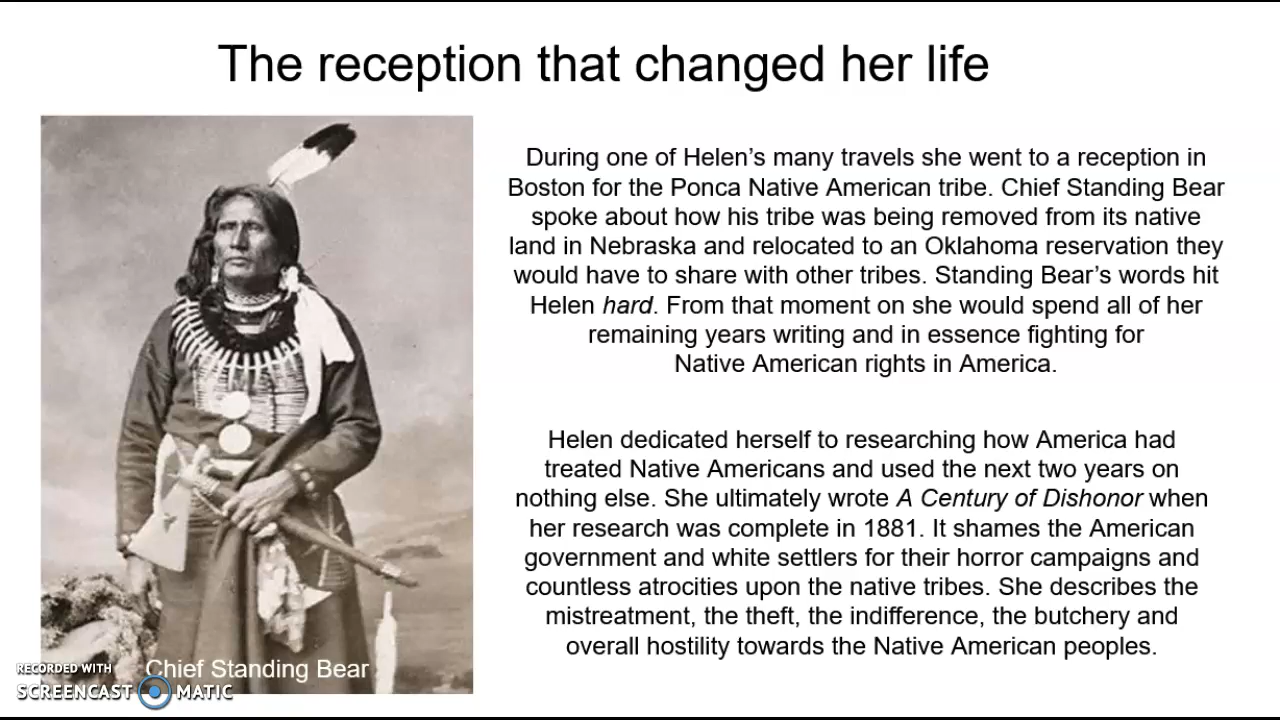 The reception that changed her life
During one of Helen's many travels she went to a reception in
Boston for the Ponca Native American tribe. Chief Standing Bear
spoke about how his tribe was being removed from its native
land in Nebraska and relocated to an Oklahoma reservation they
would have to share with other tribes. Standing Bear's words hit
Helen hard. From that moment on she would spend all of her
remaining years writing and in essence fighting for
Native American rights in America.
Helen dedicated herself to researching how America had
treated Native Americans and used the next two years on
nothing else. She ultimately wrote A Century of Dishonor when
her research was complete in 1881. It shames the American
government and white settlers for their horror campaigns and
countless atrocities upon the native tribes. She describes the
mistreatment, the theft, the indifference, the butchery and
overall hostility towards the Native American peoples.
Chief Standing Bear
RECORDED WITH
SCREENCAST MATIC